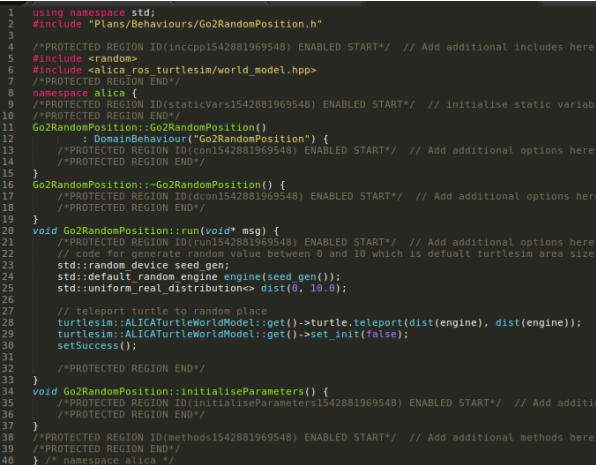 1 using namespace std;
2 #include "Plans/Behaviours/Go2RandomPosition.h"
3
4 /*PROTECTED REGION ID(inccpp1542881969548) ENABLED START*/ // Add additional includes here
5 #include <random>
6 #include <alica_ros_turtlesim/world_model.hpp>
7 /*PROTECTED REGION END*/
8 namespace alica {
9 /*PROTECTED REGION ID(staticVars1542881969548) ENABLED START*/ // initialise static variab
10 /*PROTECTED REGION END*/
11 Go2RandomPosition::Go2RandomPosition()
12         : DomainBehaviour("Go2RandomPosition") {
13     /*PROTECTED REGION ID(con1542881969548) ENABLED START*/ // Add additional options here
14     /*PROTECTED REGION END*/
15 }
16 Go2RandomPosition::~Go2RandomPosition() {
17     /*PROTECTED REGION ID(dcon1542881969548) ENABLED START*/ // Add additional options here
18     /*PROTECTED REGION END*/
19 }
20 void Go2RandomPosition::run(void* msg) {
21     /*PROTECTED REGION ID(run1542881969548) ENABLED START*/ // Add additional options here
22     // code for generate random value between 0 and 10 which is defualt turtlesim area size
23     std::random_device seed_gen;
24     std::default_random_engine engine(seed_gen());
25     std::uniform_real_distribution<> dist(0, 10.0);
26
27     // teleport turtle to random place
28     turtlesim::ALICATurtleWorldModel::get()->turtle.teleport(dist(engine), dist(engine));
29     turtlesim::ALICATurtleWorldModel::get()->set_init(false);
30     setSuccess();
31
32     /*PROTECTED REGION END*/
33 }
34 void Go2RandomPosition::initialiseParameters() {
35     /*PROTECTED REGION ID(initialiseParameters1542881969548) ENABLED START*/ // Add additi
36     /*PROTECTED REGION END*/
37 }
38 /*PROTECTED REGION ID(methods1542881969548) ENABLED START*/ // Add additional methods here
39 /*PROTECTED REGION END*/
40 } /* namespace alica */